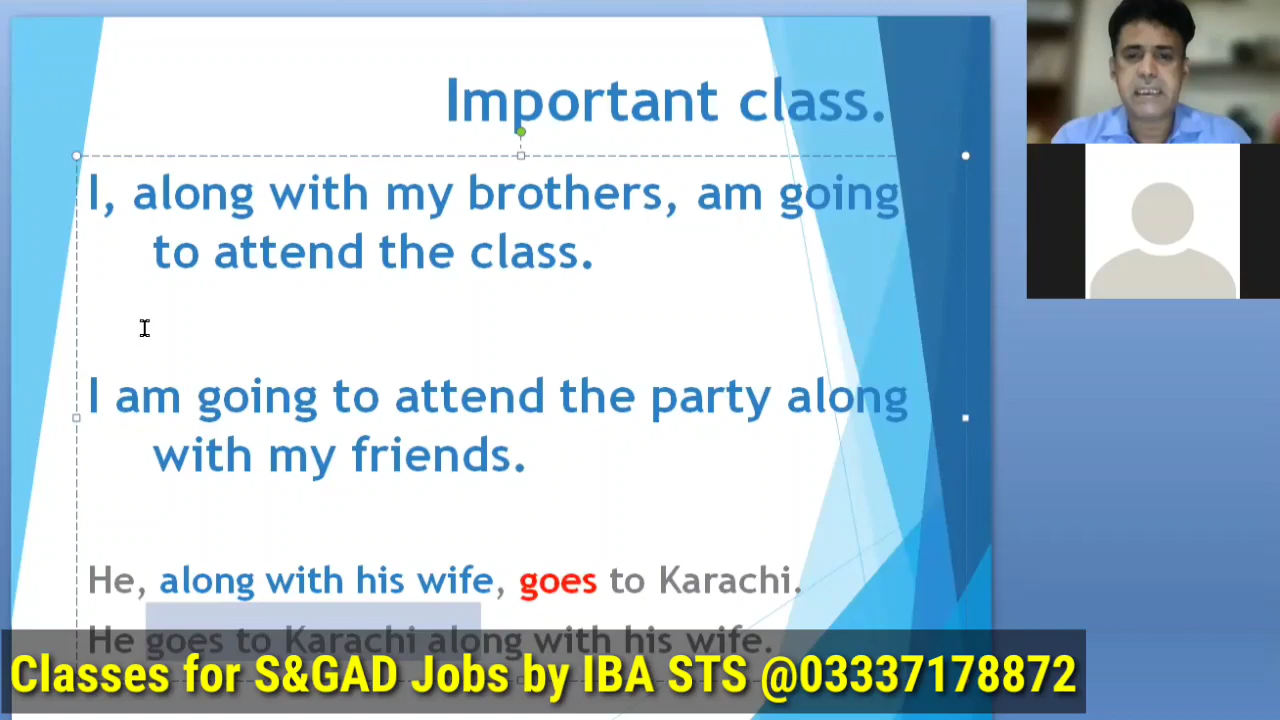 Important class.
I, along with my brothers, am going
to attend the class.
I am going to attend the party along
with my friends.
He, along with his wife, goes to Karachi.
He goes to Karachi along with his wife.
Classes for S&GAD Jobs by IBA STS @03337178872